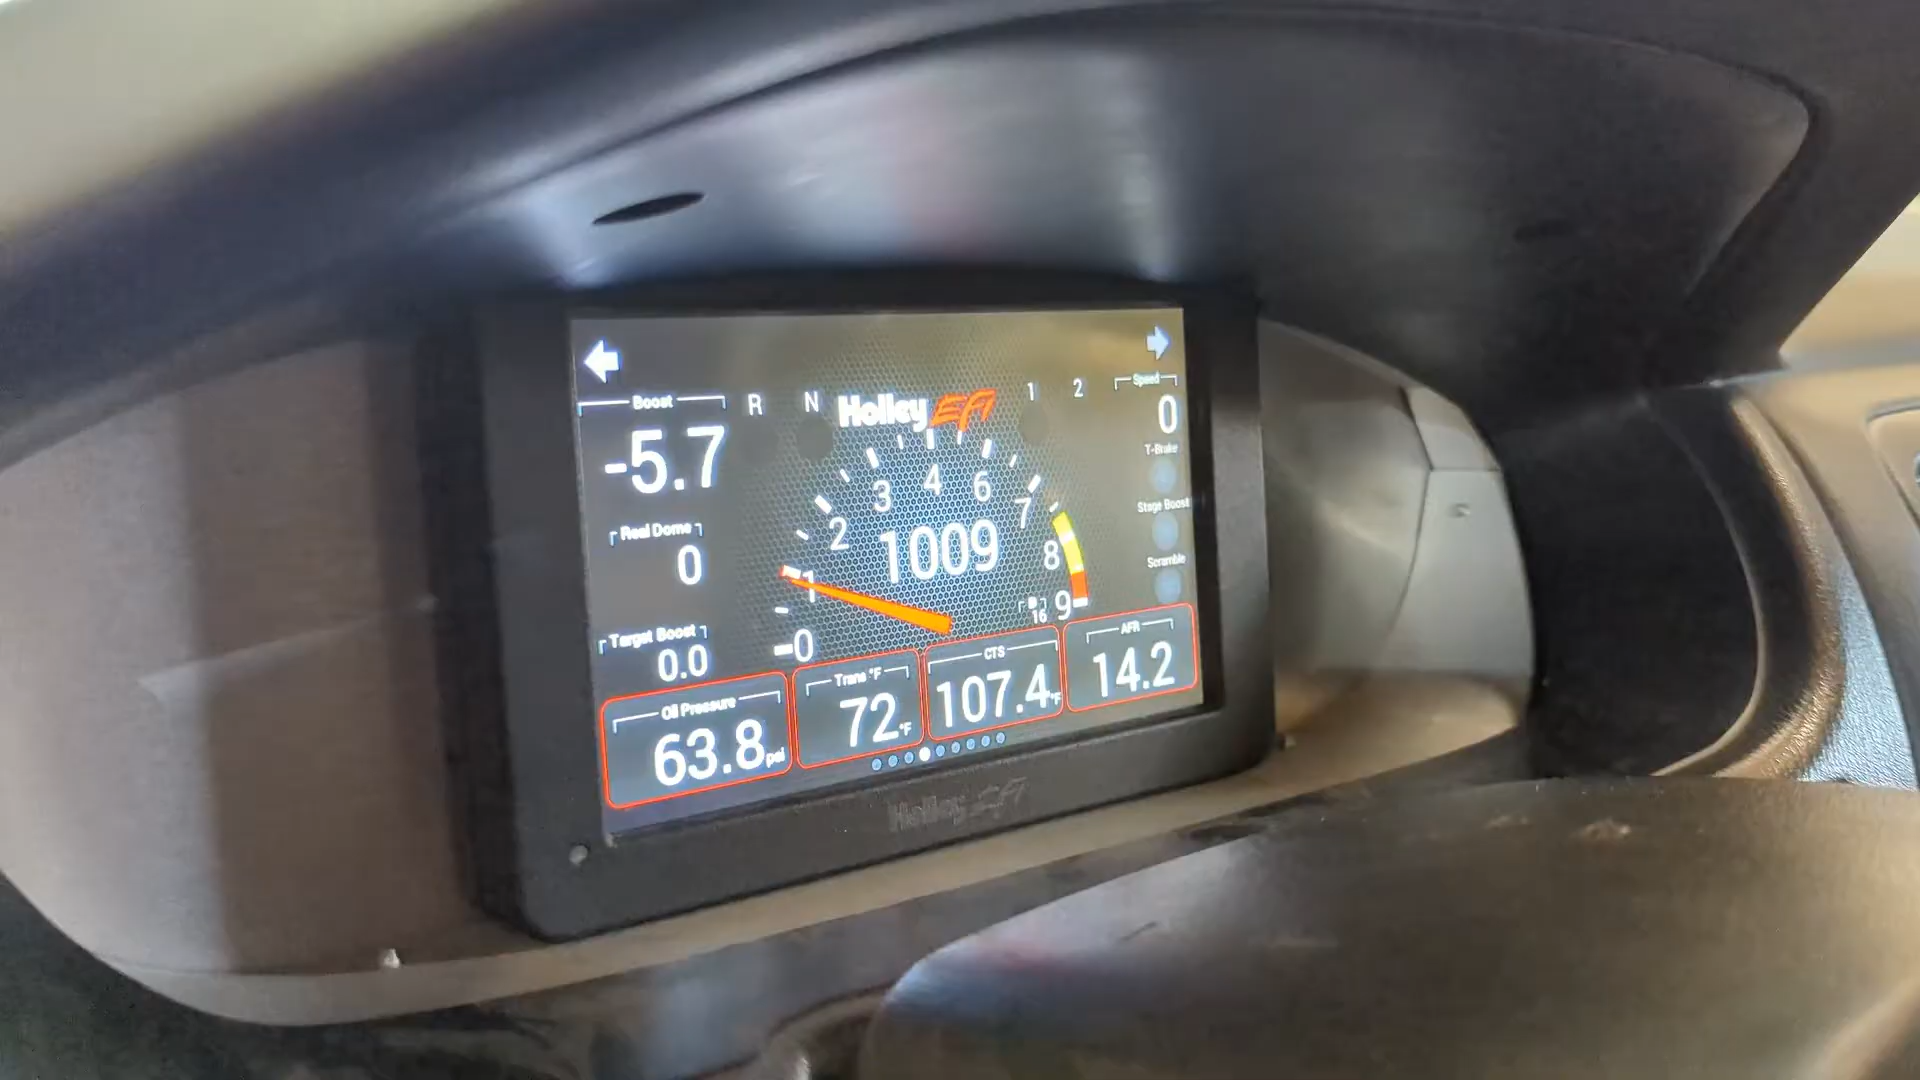 Boost
-5.7
R N
Holley EFI
1 2
Speed
0
T-Brake
Stage Boost
Scramble
Real Dome
0
Target Boost
0.0
0 1 2 3 4 6 7 8 9
1009
16
Oil Pressure
63.8 psi
Trans °F
72 °F
CTS
107.4 °F
AFR
14.2
Holley EFI